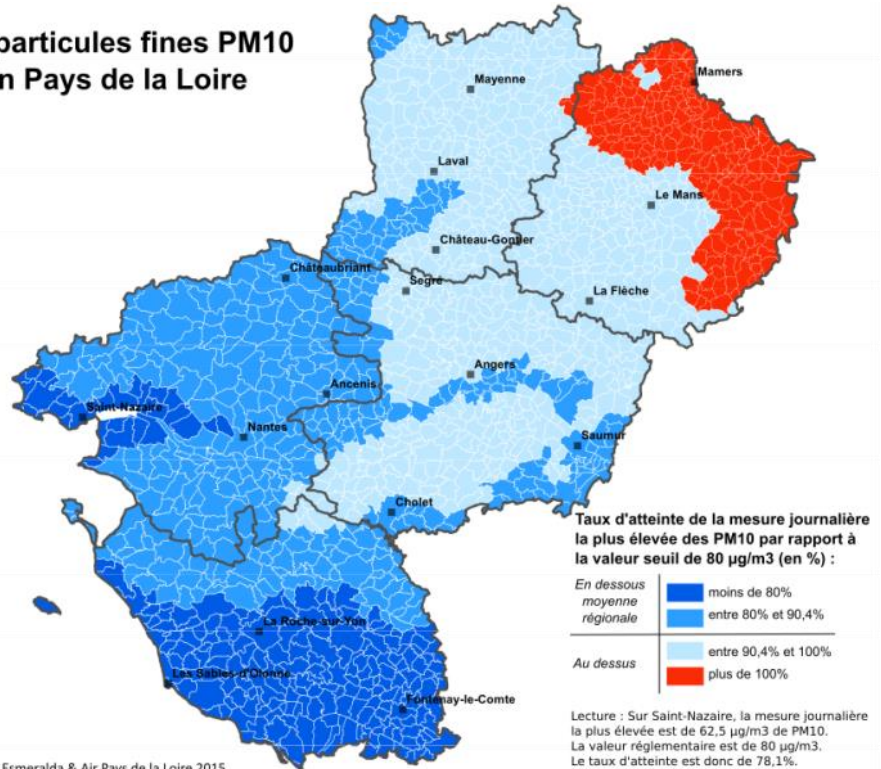 particules fines PM10
n Pays de la Loire
Mayenne
Mamers
Laval
Le Mans
Château-Gontier
Châteaubriant
Segré
La Flèche
Angers
Ancenis
Saint-Nazaire
Nantes
Saumur
Cholet
La Roche-sur-Yon
Les Sables-d'Olonne
Fontenay-le-Comte
Taux d'atteinte de la mesure journalière
la plus élevée des PM10 par rapport à
la valeur seuil de 80 µg/m3 (en %) :
En dessous
moyenne
régionale
moins de 80%
entre 80% et 90,4%
Au dessus
entre 90,4% et 100%
plus de 100%
Lecture : Sur Saint-Nazaire, la mesure journalière
la plus élevée est de 62,5 µg/m3 de PM10.
La valeur réglementaire est de 80 µg/m3.
Le taux d'atteinte est donc de 78,1%.
Esmeralda & Air Pays de la Loire 2015